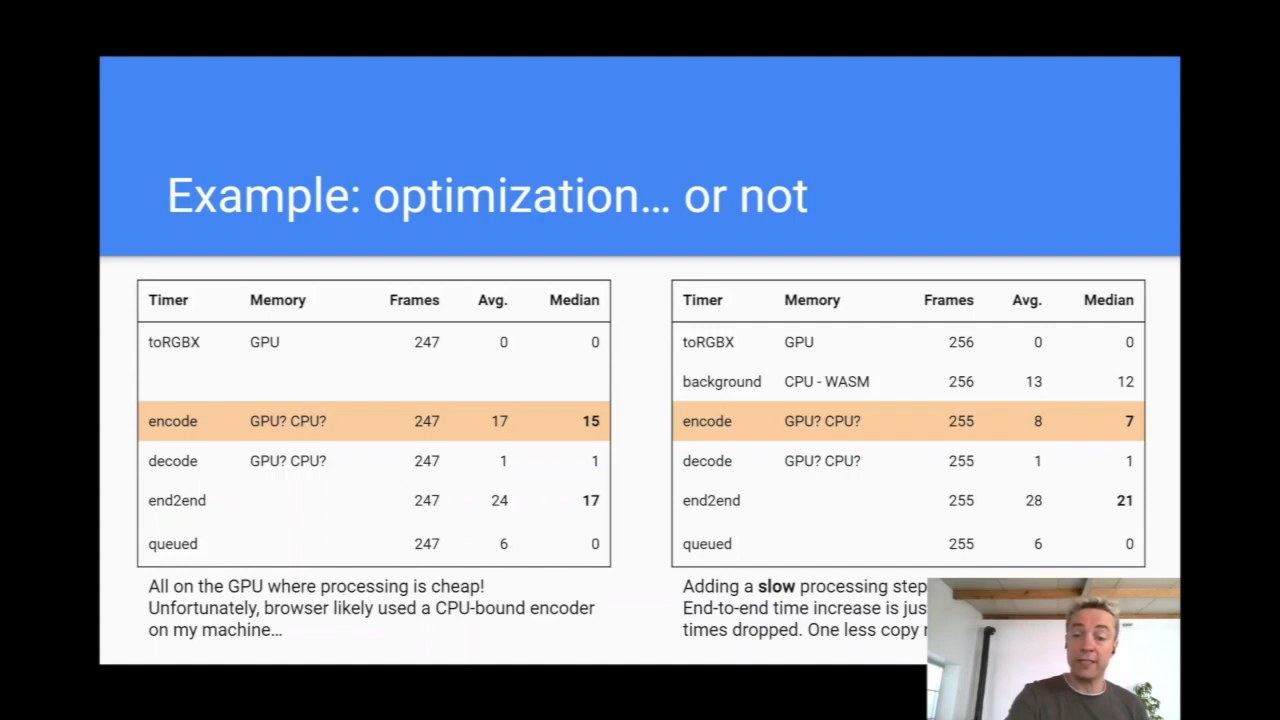 Example: optimization… or not
Timer Memory Frames Avg. Median
toRGBX GPU 247 0 0
encode GPU? CPU? 247 17 15
decode GPU? CPU? 247 1 1
end2end 247 24 17
queued 247 6 0
All on the GPU where processing is cheap!
Unfortunately, browser likely used a CPU-bound encoder
on my machine…
Timer Memory Frames Avg. Median
toRGBX GPU 256 0 0
background CPU - WASM 256 13 12
encode GPU? CPU? 255 8 7
decode GPU? CPU? 255 1 1
end2end 255 28 21
queued 255 6 0
Adding a slow processing step
End-to-end time increase is
times dropped. One less copy